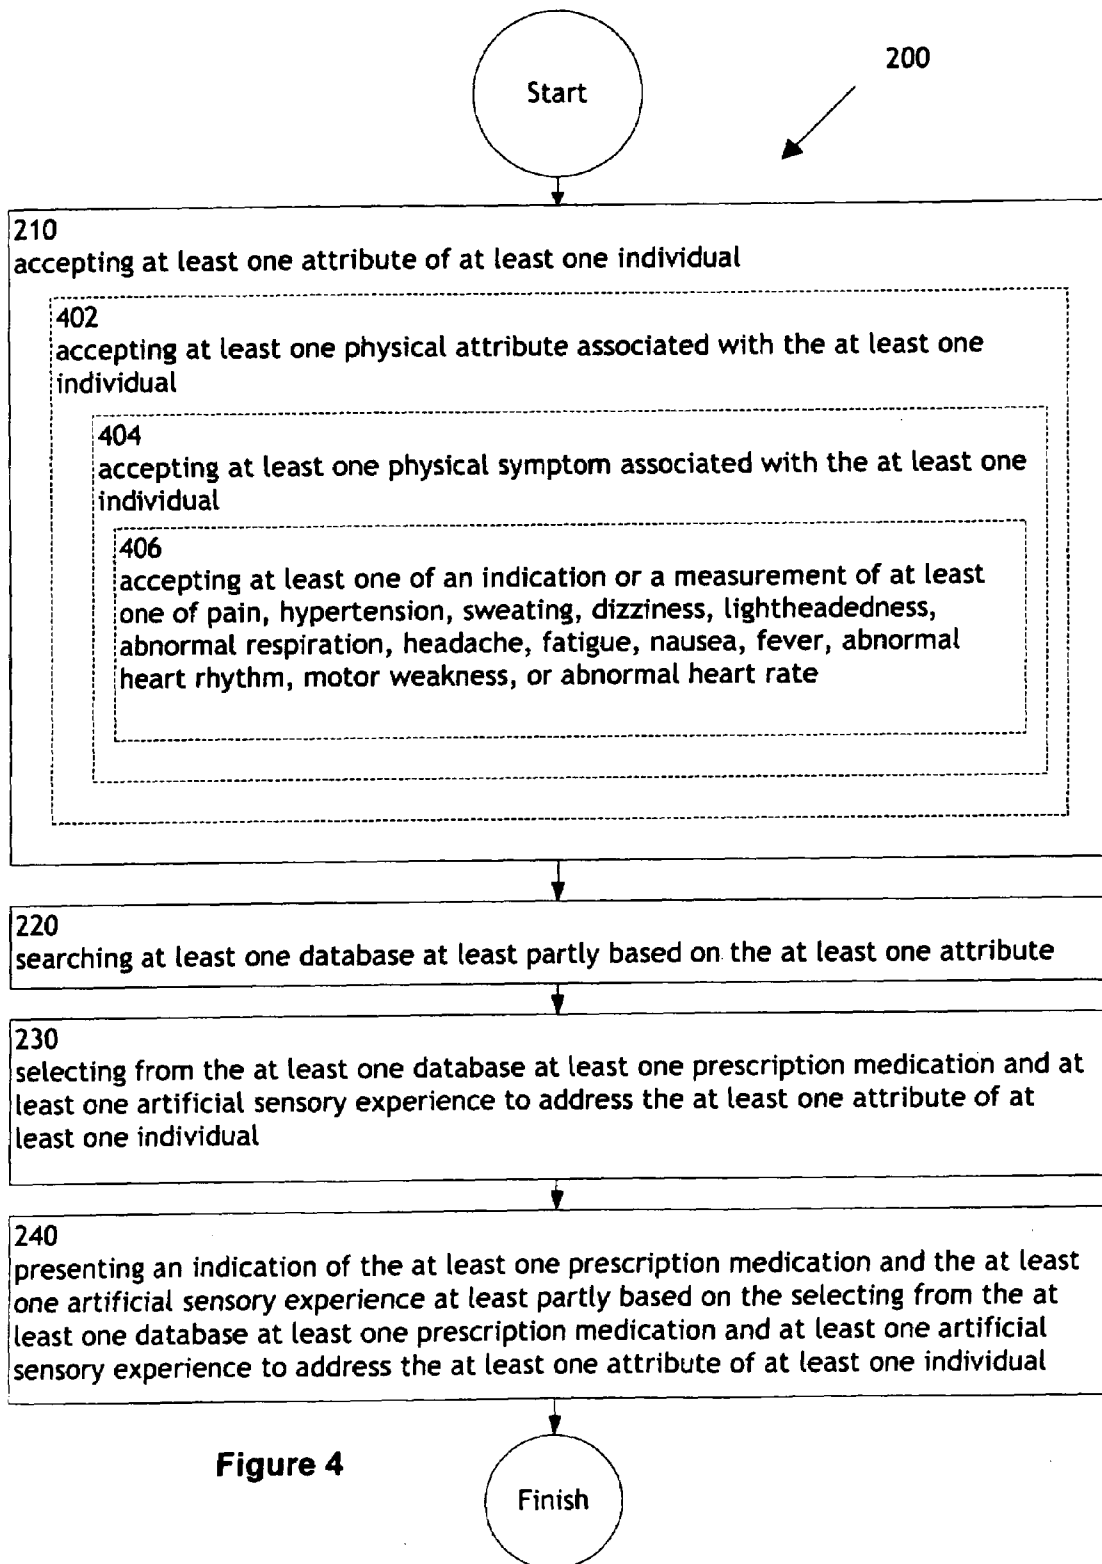 Start
200
210
accepting at least one attribute of at least one individual
402
accepting at least one physical attribute associated with the at least one
individual
404
accepting at least one physical symptom associated with the at least one
individual
406
accepting at least one of an indication or a measurement of at least
one of pain, hypertension, sweating, dizziness, lightheadedness,
abnormal respiration, headache, fatigue, nausea, fever, abnormal
heart rhythm, motor weakness, or abnormal heart rate
220
searching at least one database at least partly based on the at least one attribute
230
selecting from the at least one database at least one prescription medication and at
least one artificial sensory experience to address the at least one attribute of at
least one individual
240
presenting an indication of the at least one prescription medication and the at least
one artificial sensory experience at least partly based on the selecting from the at
least one database at least one prescription medication and at least one artificial
sensory experience to address the at least one attribute of at least one individual
Figure 4
Finish